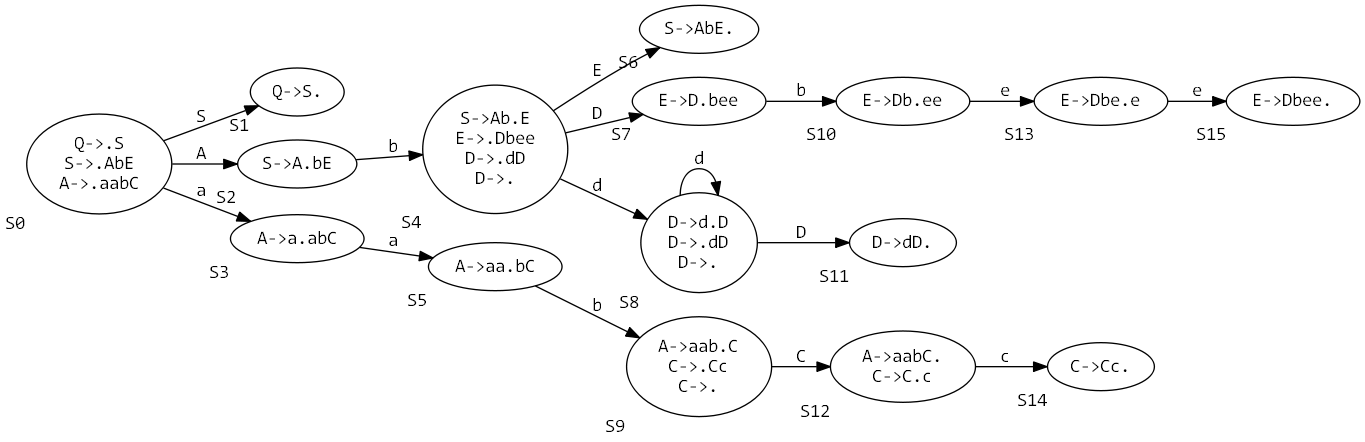 S->AbE.
S6
E
Q->S.
S
S1
S->Ab.E
E->.Dbee
D->.dD
D->.
D
E->D.bee
b
E->Db.ee
e
E->Dbe.e
e
E->Dbee.
S7
S10
S13
S15
Q->.S
S->.AbE
A->.aabC
A
S->A.bE
b
S4
d
d
D->d.D
D->.dD
D->.
D
D->dD.
S8
S11
S0
a
S2
A->a.abC
S3
a
A->aa.bC
S5
b
A->aab.C
C->.Cc
C->.
C
A->aabC.
C->C.c
c
C->Cc.
S9
S12
S14